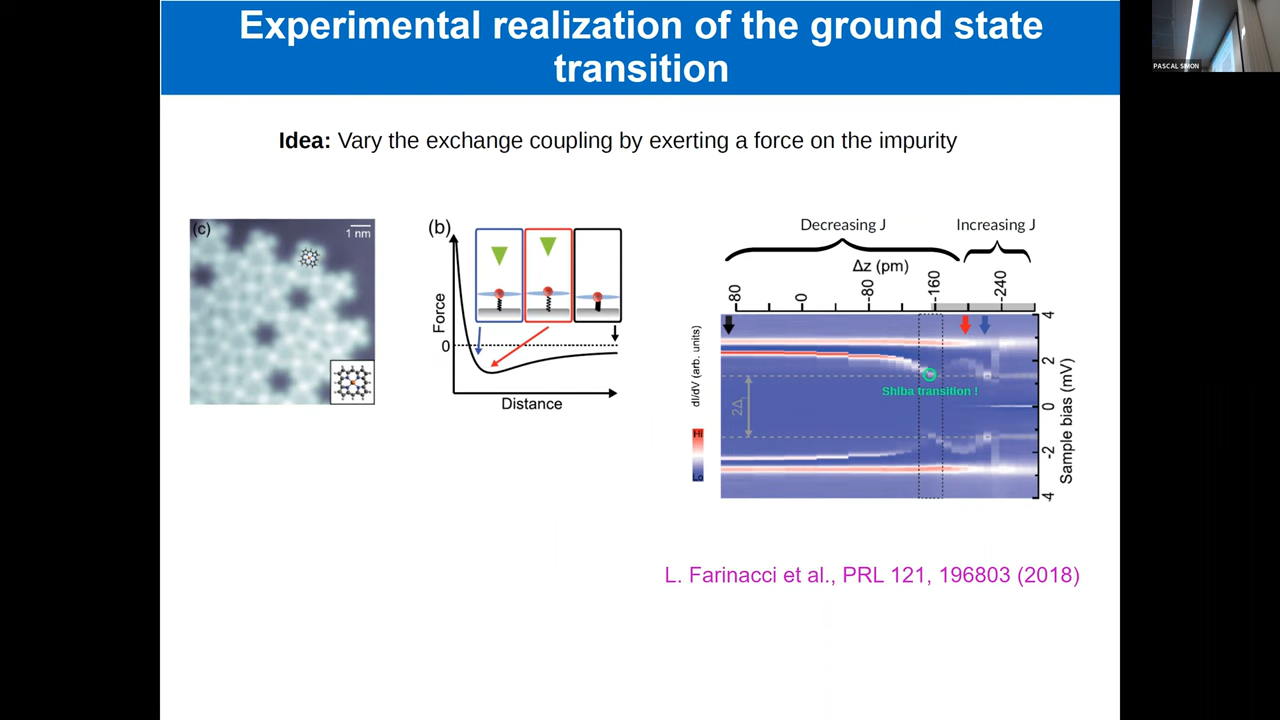 Experimental realization of the ground state
transition
PASCAL SIMON
Idea: Vary the exchange coupling by exerting a force on the impurity
(c)
1 nm
(b)
Force
0
Distance
Decreasing J
Increasing J
Δz (pm)
80
0
-80
-160
-240
dI/dV (arb. units)
Hi
Lo
2Δ
Shiba transition !
4
2
0
-2
-4
Sample bias (mV)
L. Farinacci et al., PRL 121, 196803 (2018)